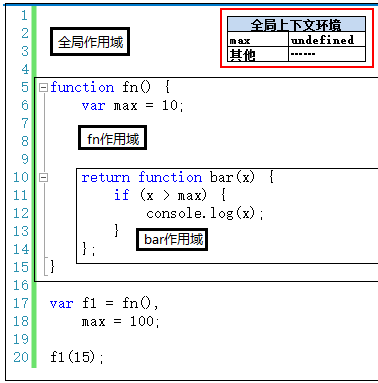 1
2
3 全局作用域
4
5 function fn() {
6 var max = 10;
7
8 fn作用域
9
10 return function bar(x) {
11 if (x > max) {
12 console.log(x);
13 } bar作用域
14 };
15 }
16
17 var f1 = fn(),
18 max = 100;
19
20 f1(15);
全局上下文环境
max undefined
其他 ------